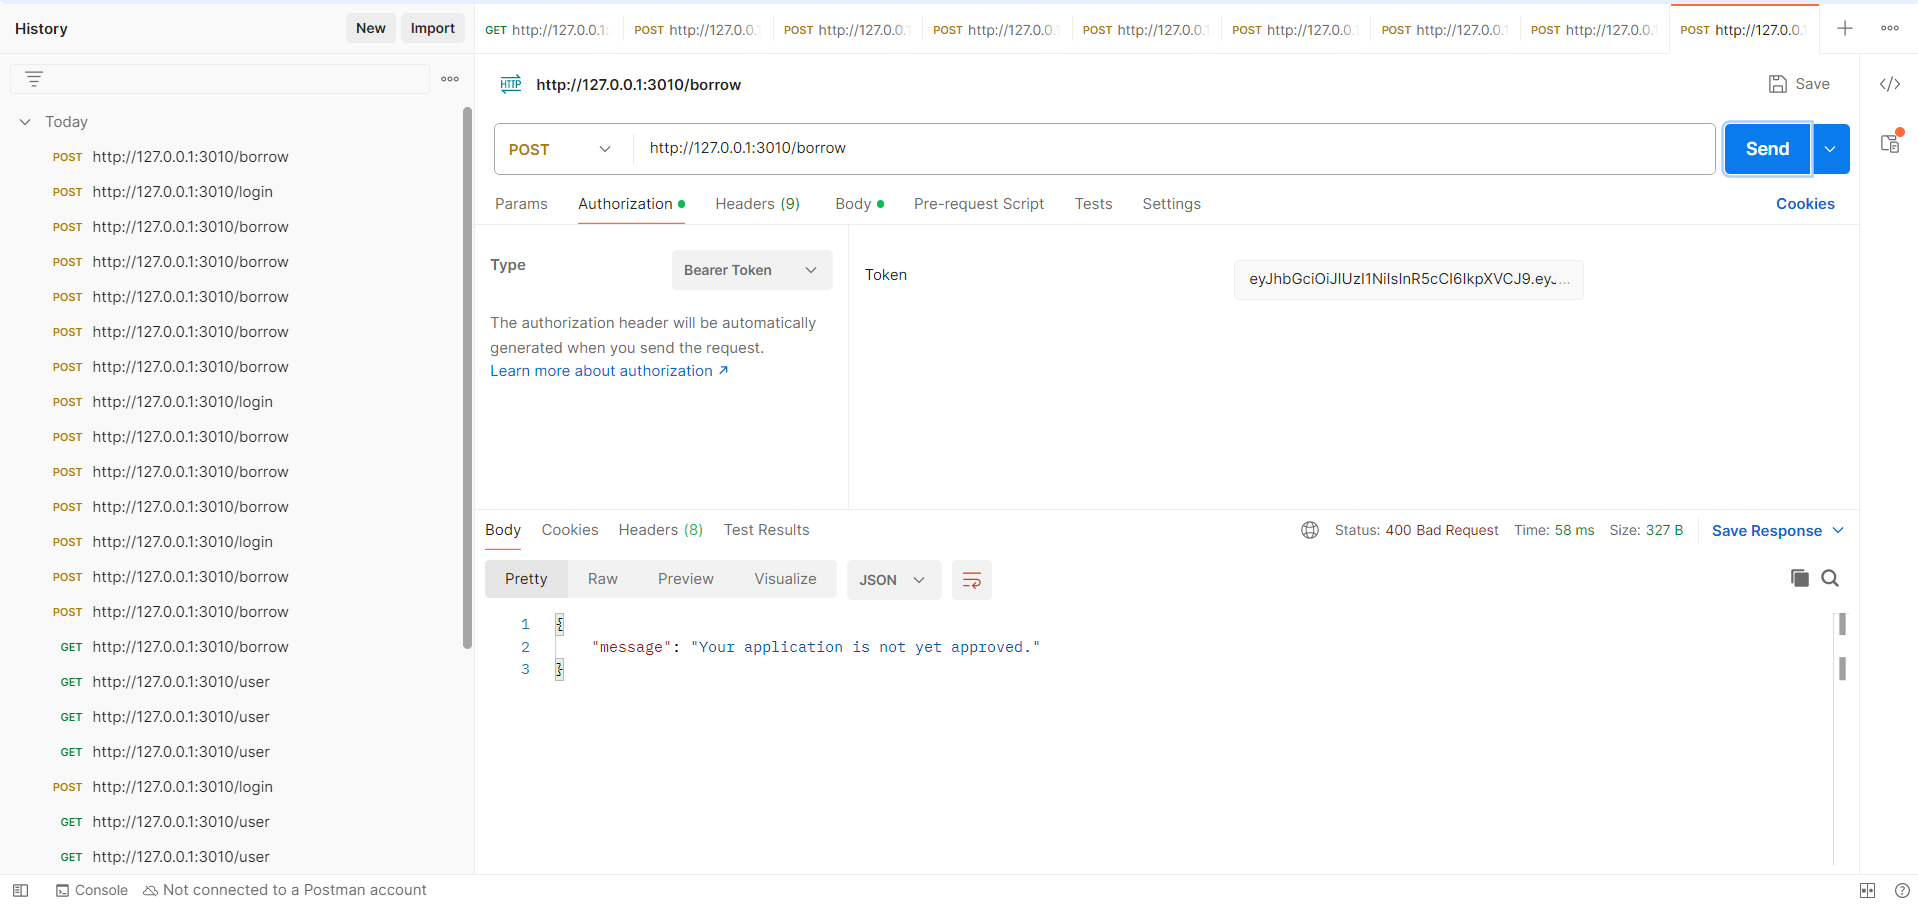 History
New
Import
Today
POST http://127.0.0.1:3010/borrow
POST http://127.0.0.1:3010/login
POST http://127.0.0.1:3010/borrow
POST http://127.0.0.1:3010/borrow
POST http://127.0.0.1:3010/borrow
POST http://127.0.0.1:3010/borrow
POST http://127.0.0.1:3010/borrow
POST http://127.0.0.1:3010/login
POST http://127.0.0.1:3010/borrow
POST http://127.0.0.1:3010/borrow
POST http://127.0.0.1:3010/borrow
POST http://127.0.0.1:3010/login
POST http://127.0.0.1:3010/borrow
POST http://127.0.0.1:3010/borrow
GET http://127.0.0.1:3010/borrow
GET http://127.0.0.1:3010/user
GET http://127.0.0.1:3010/user
GET http://127.0.0.1:3010/user
POST http://127.0.0.1:3010/login
GET http://127.0.0.1:3010/user
GET http://127.0.0.1:3010/user
GET http://127.0.0.1: POST http://127.0.0.1 POST http://127.0.0.1 POST http://127.0.0.1 POST http://127.0.0.1 POST http://127.0.0.1 POST http://127.0.0.1 POST http://127.0.0.1 POST http://127.0.0.1
HTTP http://127.0.0.1:3010/borrow
Save
POST http://127.0.0.1:3010/borrow
Send
Params Authorization Headers (9) Body Pre-request Script Tests Settings Cookies
Type
Bearer Token
The authorization header will be automatically
generated when you send the request.
Learn more about authorization ↗
Token
eyJhbGciOiJIUzI1NiIsInR5cCI6IkpXVCJ9.eyJ...
Body Cookies Headers (8) Test Results
Status: 400 Bad Request Time: 58 ms Size: 327 B Save Response
Pretty Raw Preview Visualize JSON
1 {
2 "message": "Your application is not yet approved."
3 }
Console Not connected to a Postman account